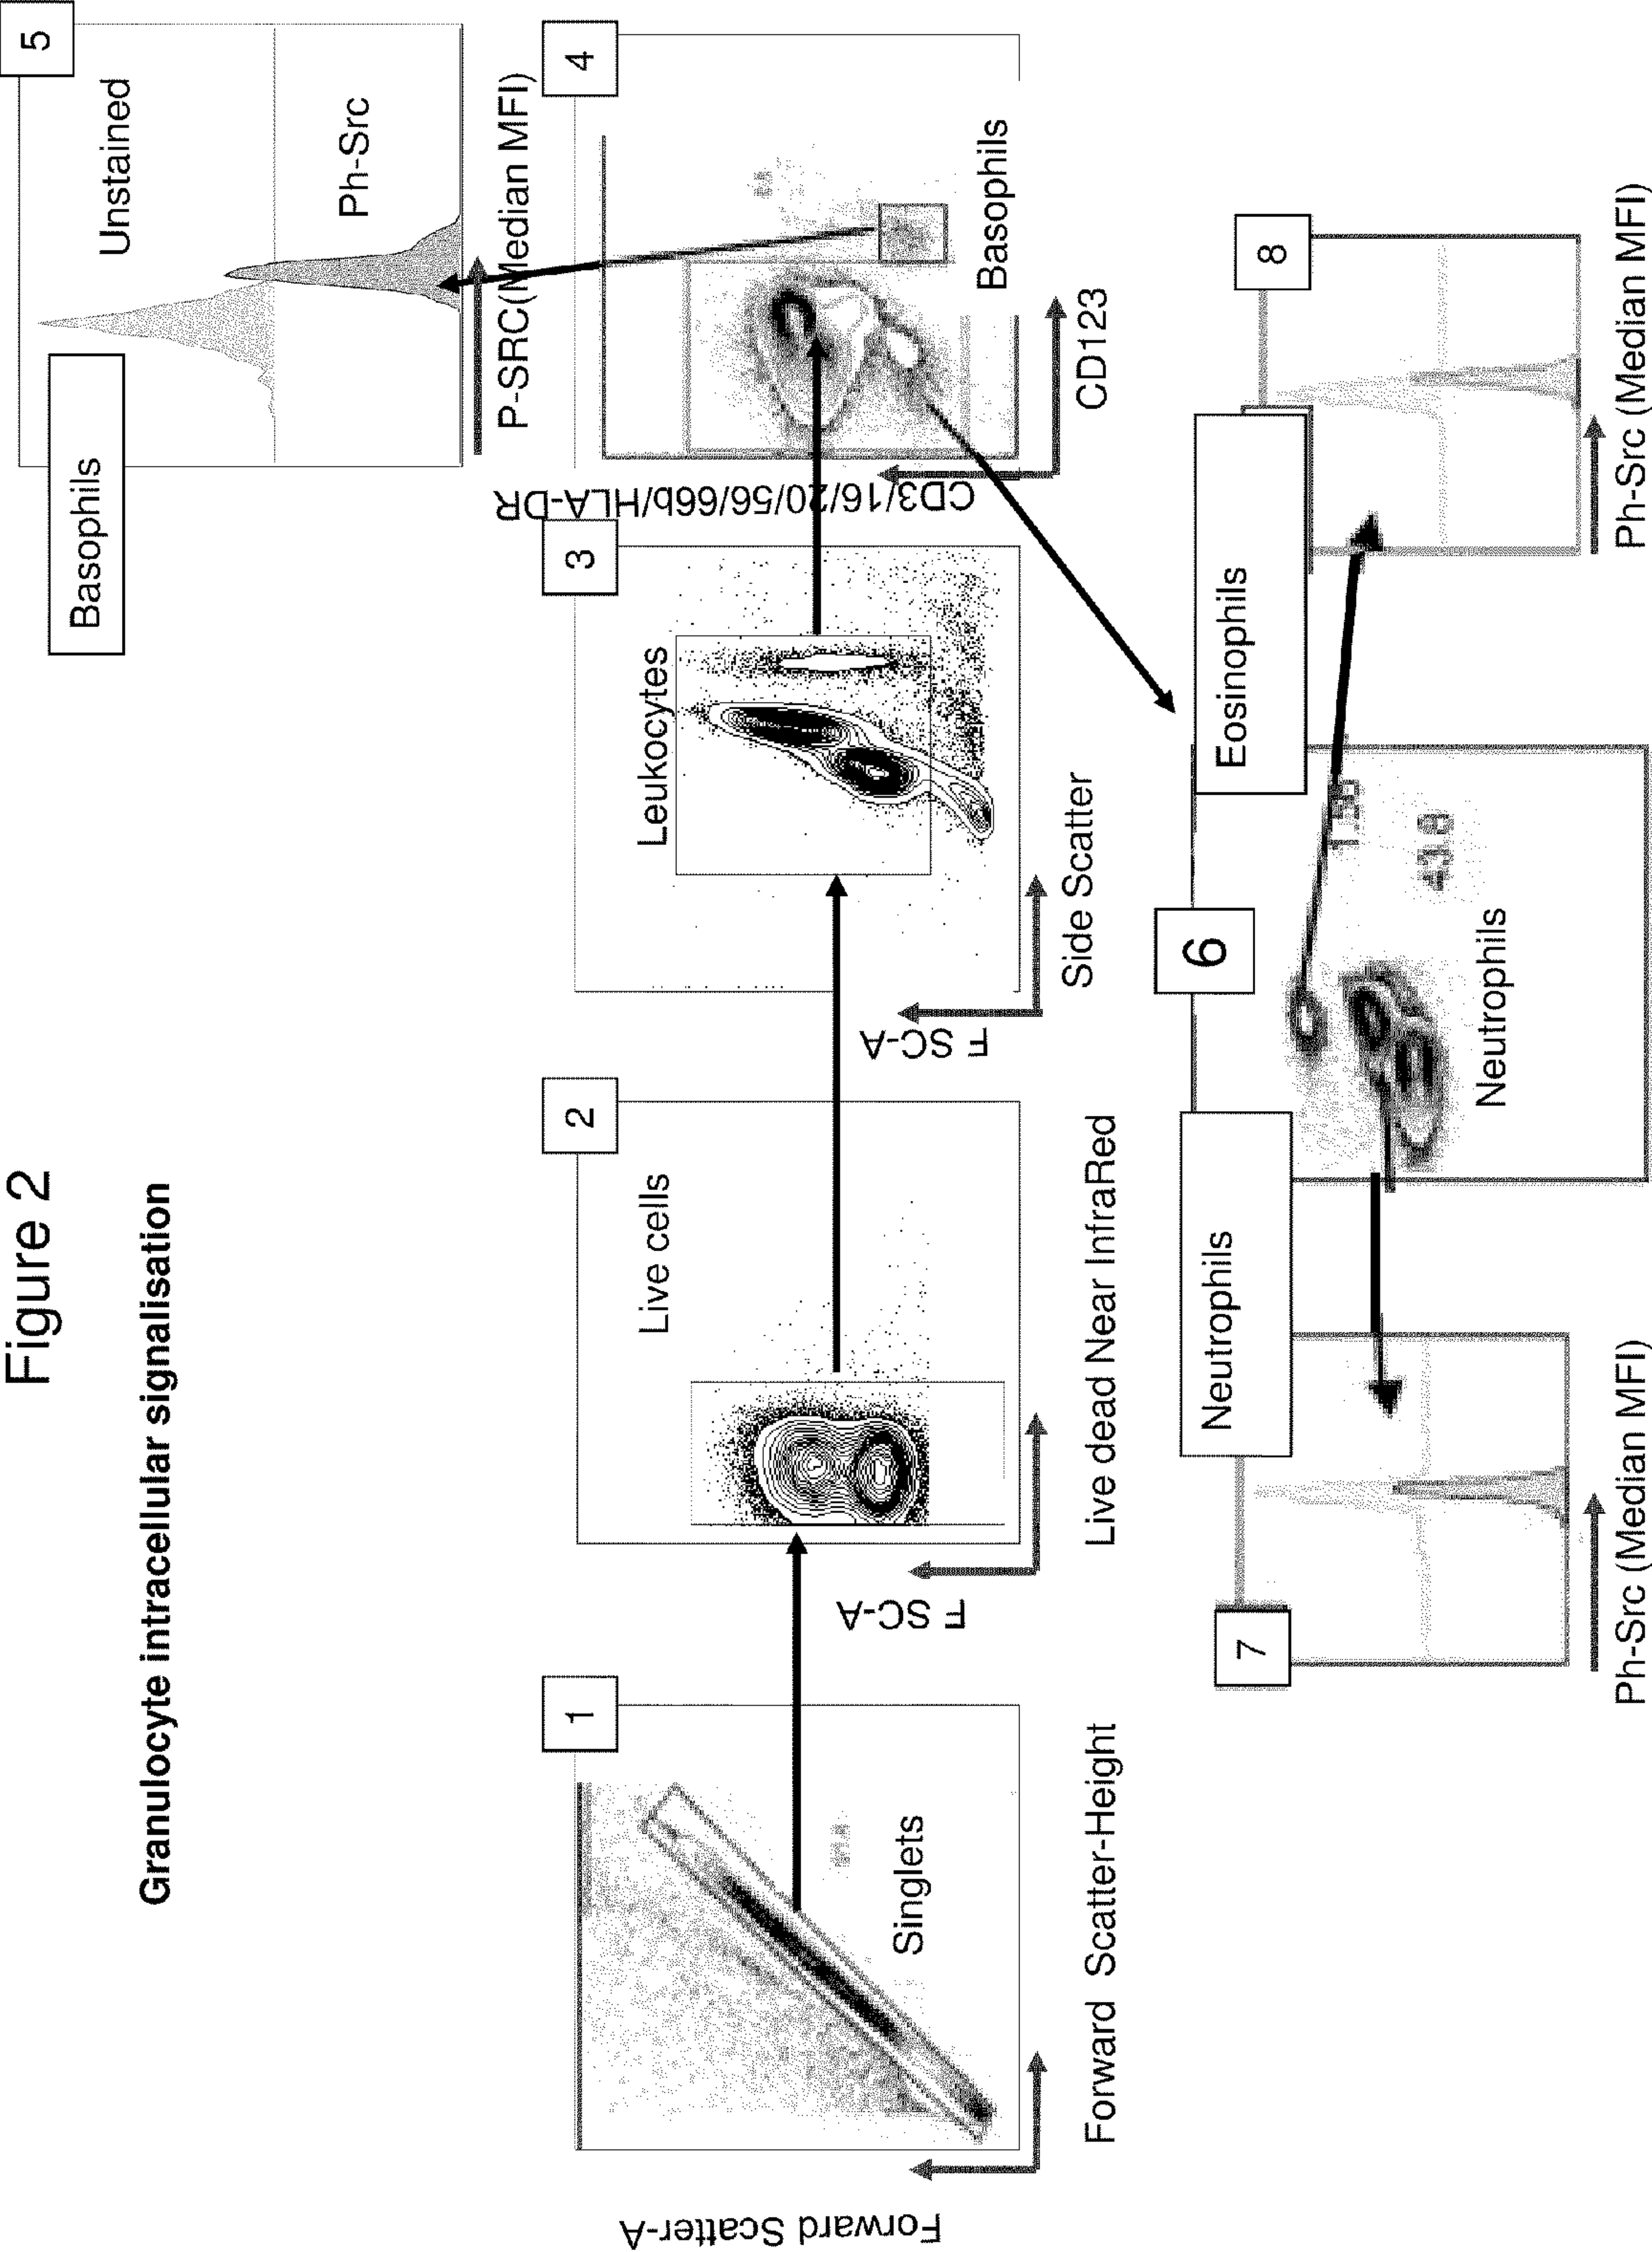 Figure 2
Granulocyte intracellular signalisation
1
Singlets
Forward Scatter-A
Forward Scatter-Height
2
Live cells
F SC-A
Live dead Near InfraRed
3
Leukocytes
F SC-A
Side Scatter
4
Basophils
CD3/16/20/56/66b/HLA-DR
CD123
5
Basophils
Unstained
Ph-Src
P-SRC(Median MFI)
6
Neutrophils
7
Neutrophils
Ph-Src (Median MFI)
8
Eosinophils
Ph-Src (Median MFI)